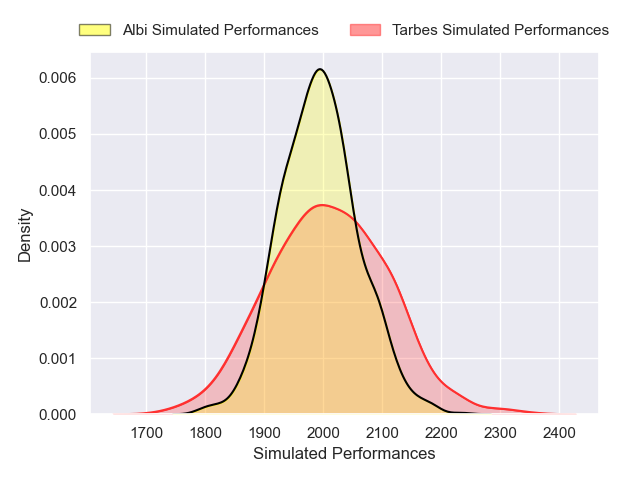 Albi Simulated Performances Tarbes Simulated Performances
0.006
0.005
0.004
0.003
0.002
0.001
0.000
Density
1700 1800 1900 2000 2100 2200 2300 2400
Simulated Performances